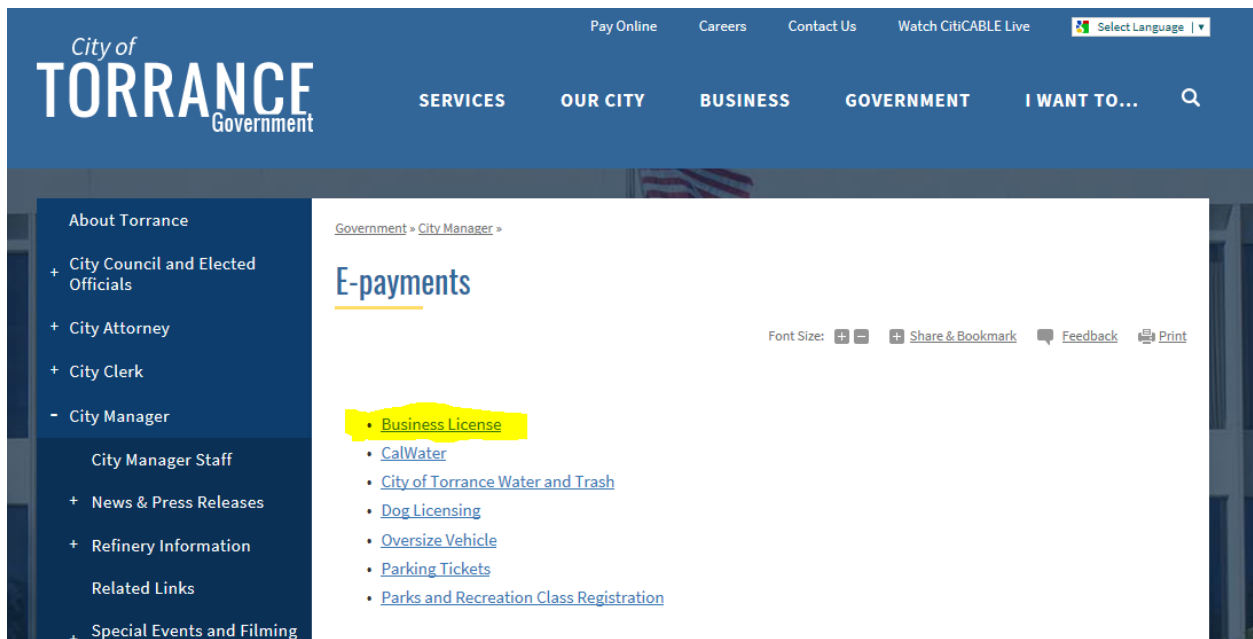 Pay Online Careers Contact Us Watch CitiCABLE Live Select Language | ▼
City of
TORRANCE
Government
SERVICES OUR CITY BUSINESS GOVERNMENT I WANT TO...
About Torrance
+ City Council and Elected
Officials
+ City Attorney
+ City Clerk
- City Manager
City Manager Staff
+ News & Press Releases
+ Refinery Information
Related Links
+ Special Events and Filming
Government » City Manager »
E-payments
Font Size: + - + Share & Bookmark Feedback Print
• Business License
• CalWater
• City of Torrance Water and Trash
• Dog Licensing
• Oversize Vehicle
• Parking Tickets
• Parks and Recreation Class Registration